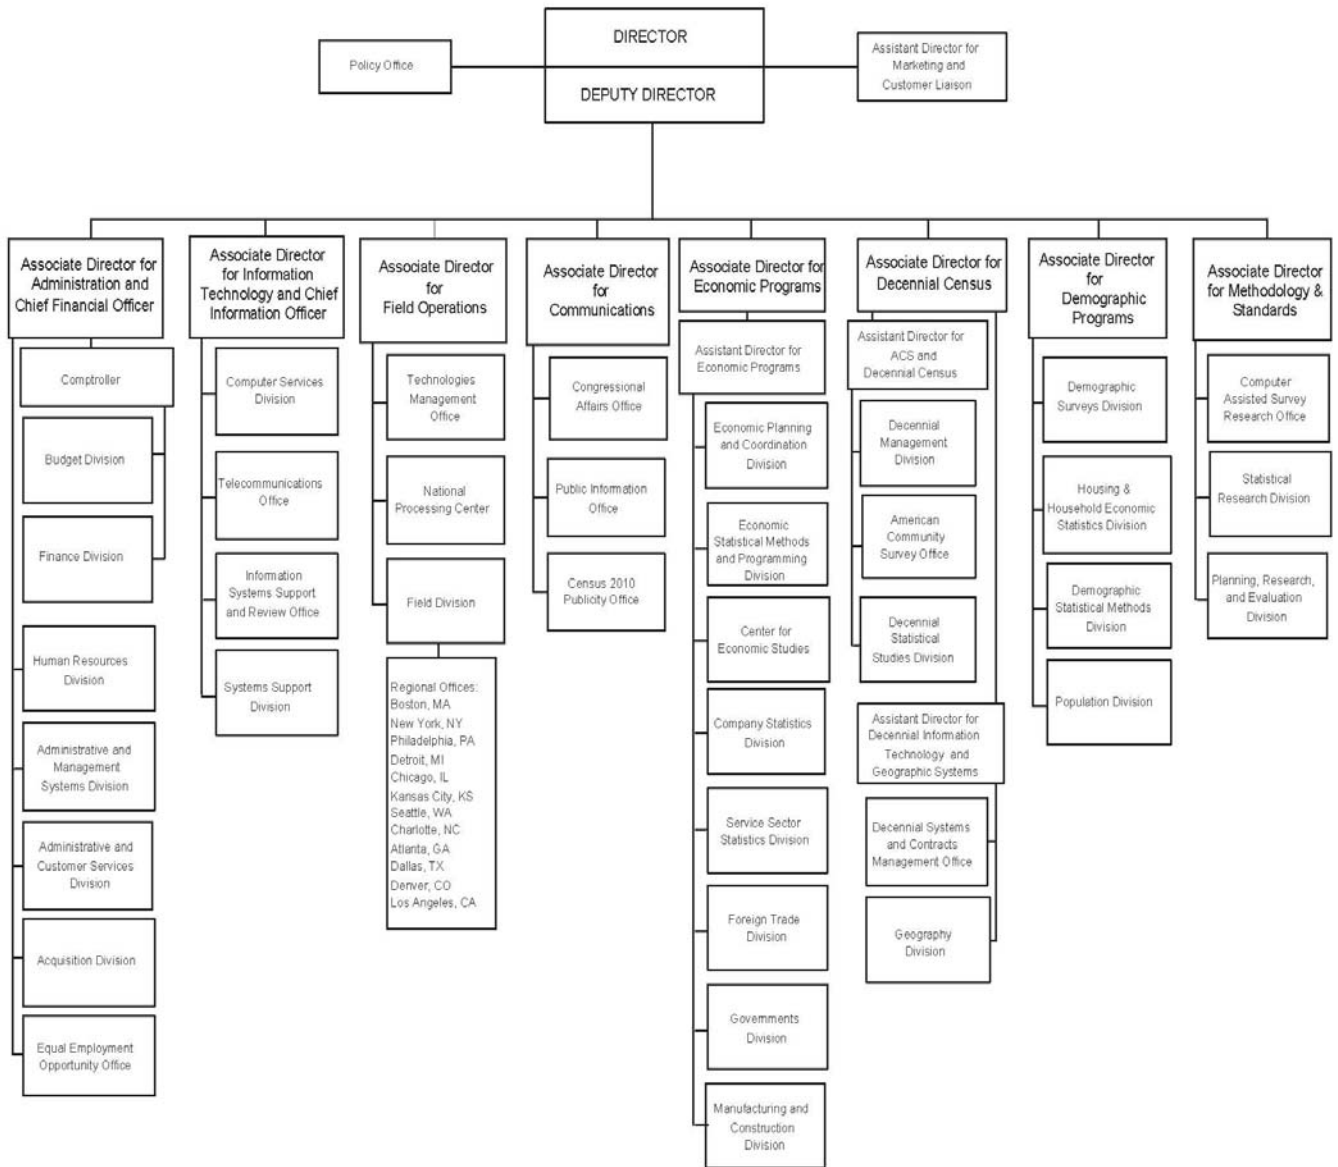 DIRECTOR
Policy Office
Assistant Director for
Marketing and
Customer Liaison
DEPUTY DIRECTOR
Associate Director for
Administration and
Chief Financial Officer
Comptroller
Budget Division
Finance Division
Human Resources
Division
Administrative and
Management
Systems Division
Administrative and
Customer Services
Division
Acquisition Division
Equal Employment
Opportunity Office
Associate Director
for Information
Technology and Chief
Information Officer
Computer Services
Division
Telecommunications
Office
Information
Systems Support
and Review Office
Systems Support
Division
Associate Director
for
Field Operations
Technologies
Management
Office
National
Processing Center
Field Division
Regional Offices:
Boston, MA
New York, NY
Philadelphia, PA
Detroit, MI
Chicago, IL
Kansas City, KS
Seattle, WA
Charlotte, NC
Atlanta, GA
Dallas, TX
Denver, CO
Los Angeles, CA
Associate Director
for
Communications
Congressional
Affairs Office
Public Information
Office
Census 2010
Publicity Office
Associate Director for
Economic Programs
Assistant Director for
Economic Programs
Economic Planning
and Coordination
Division
Economic
Statistical Methods
and Programming
Division
Center for
Economic Studies
Company Statistics
Division
Service Sector
Statistics Division
Foreign Trade
Division
Governments
Division
Manufacturing and
Construction
Division
Associate Director for
Decennial Census
Assistant Director for
ACS and
Decennial Census
Decennial
Management
Division
American
Community
Survey Office
Decennial
Statistical
Studies Division
Assistant Director for
Decennial Information
Technology and
Geographic Systems
Decennial Systems
and Contracts
Management Office
Geography
Division
Associate Director
for
Demographic
Programs
Demographic
Surveys Division
Housing &
Household Economic
Statistics Division
Demographic
Statistical Methods
Division
Population Division
Associate Director
for Methodology &
Standards
Computer
Assisted Survey
Research Office
Statistical
Research Division
Planning, Research,
and Evaluation
Division